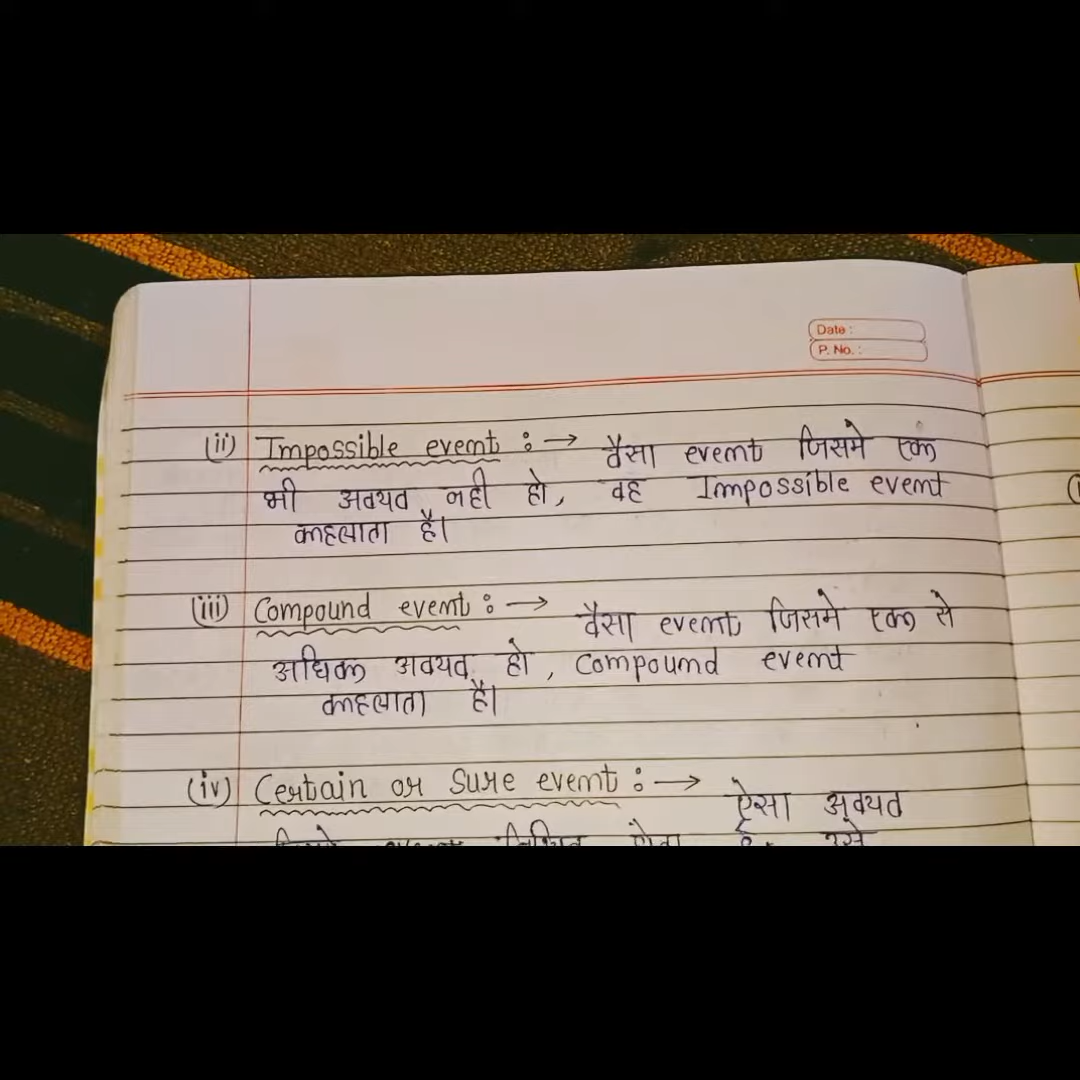 Date :
P. No. :
(ii) Impossible event : → वैसा event जिसमे एक
भी अवयव नही हो, वह Impossible event
कहलाता है।
(iii) Compound event : → वैसा event जिसमे एक से
अधिक अवयव हो, compound event
कहलाता है।
(iv) Certain or Sure event : → ऐसा अवयव